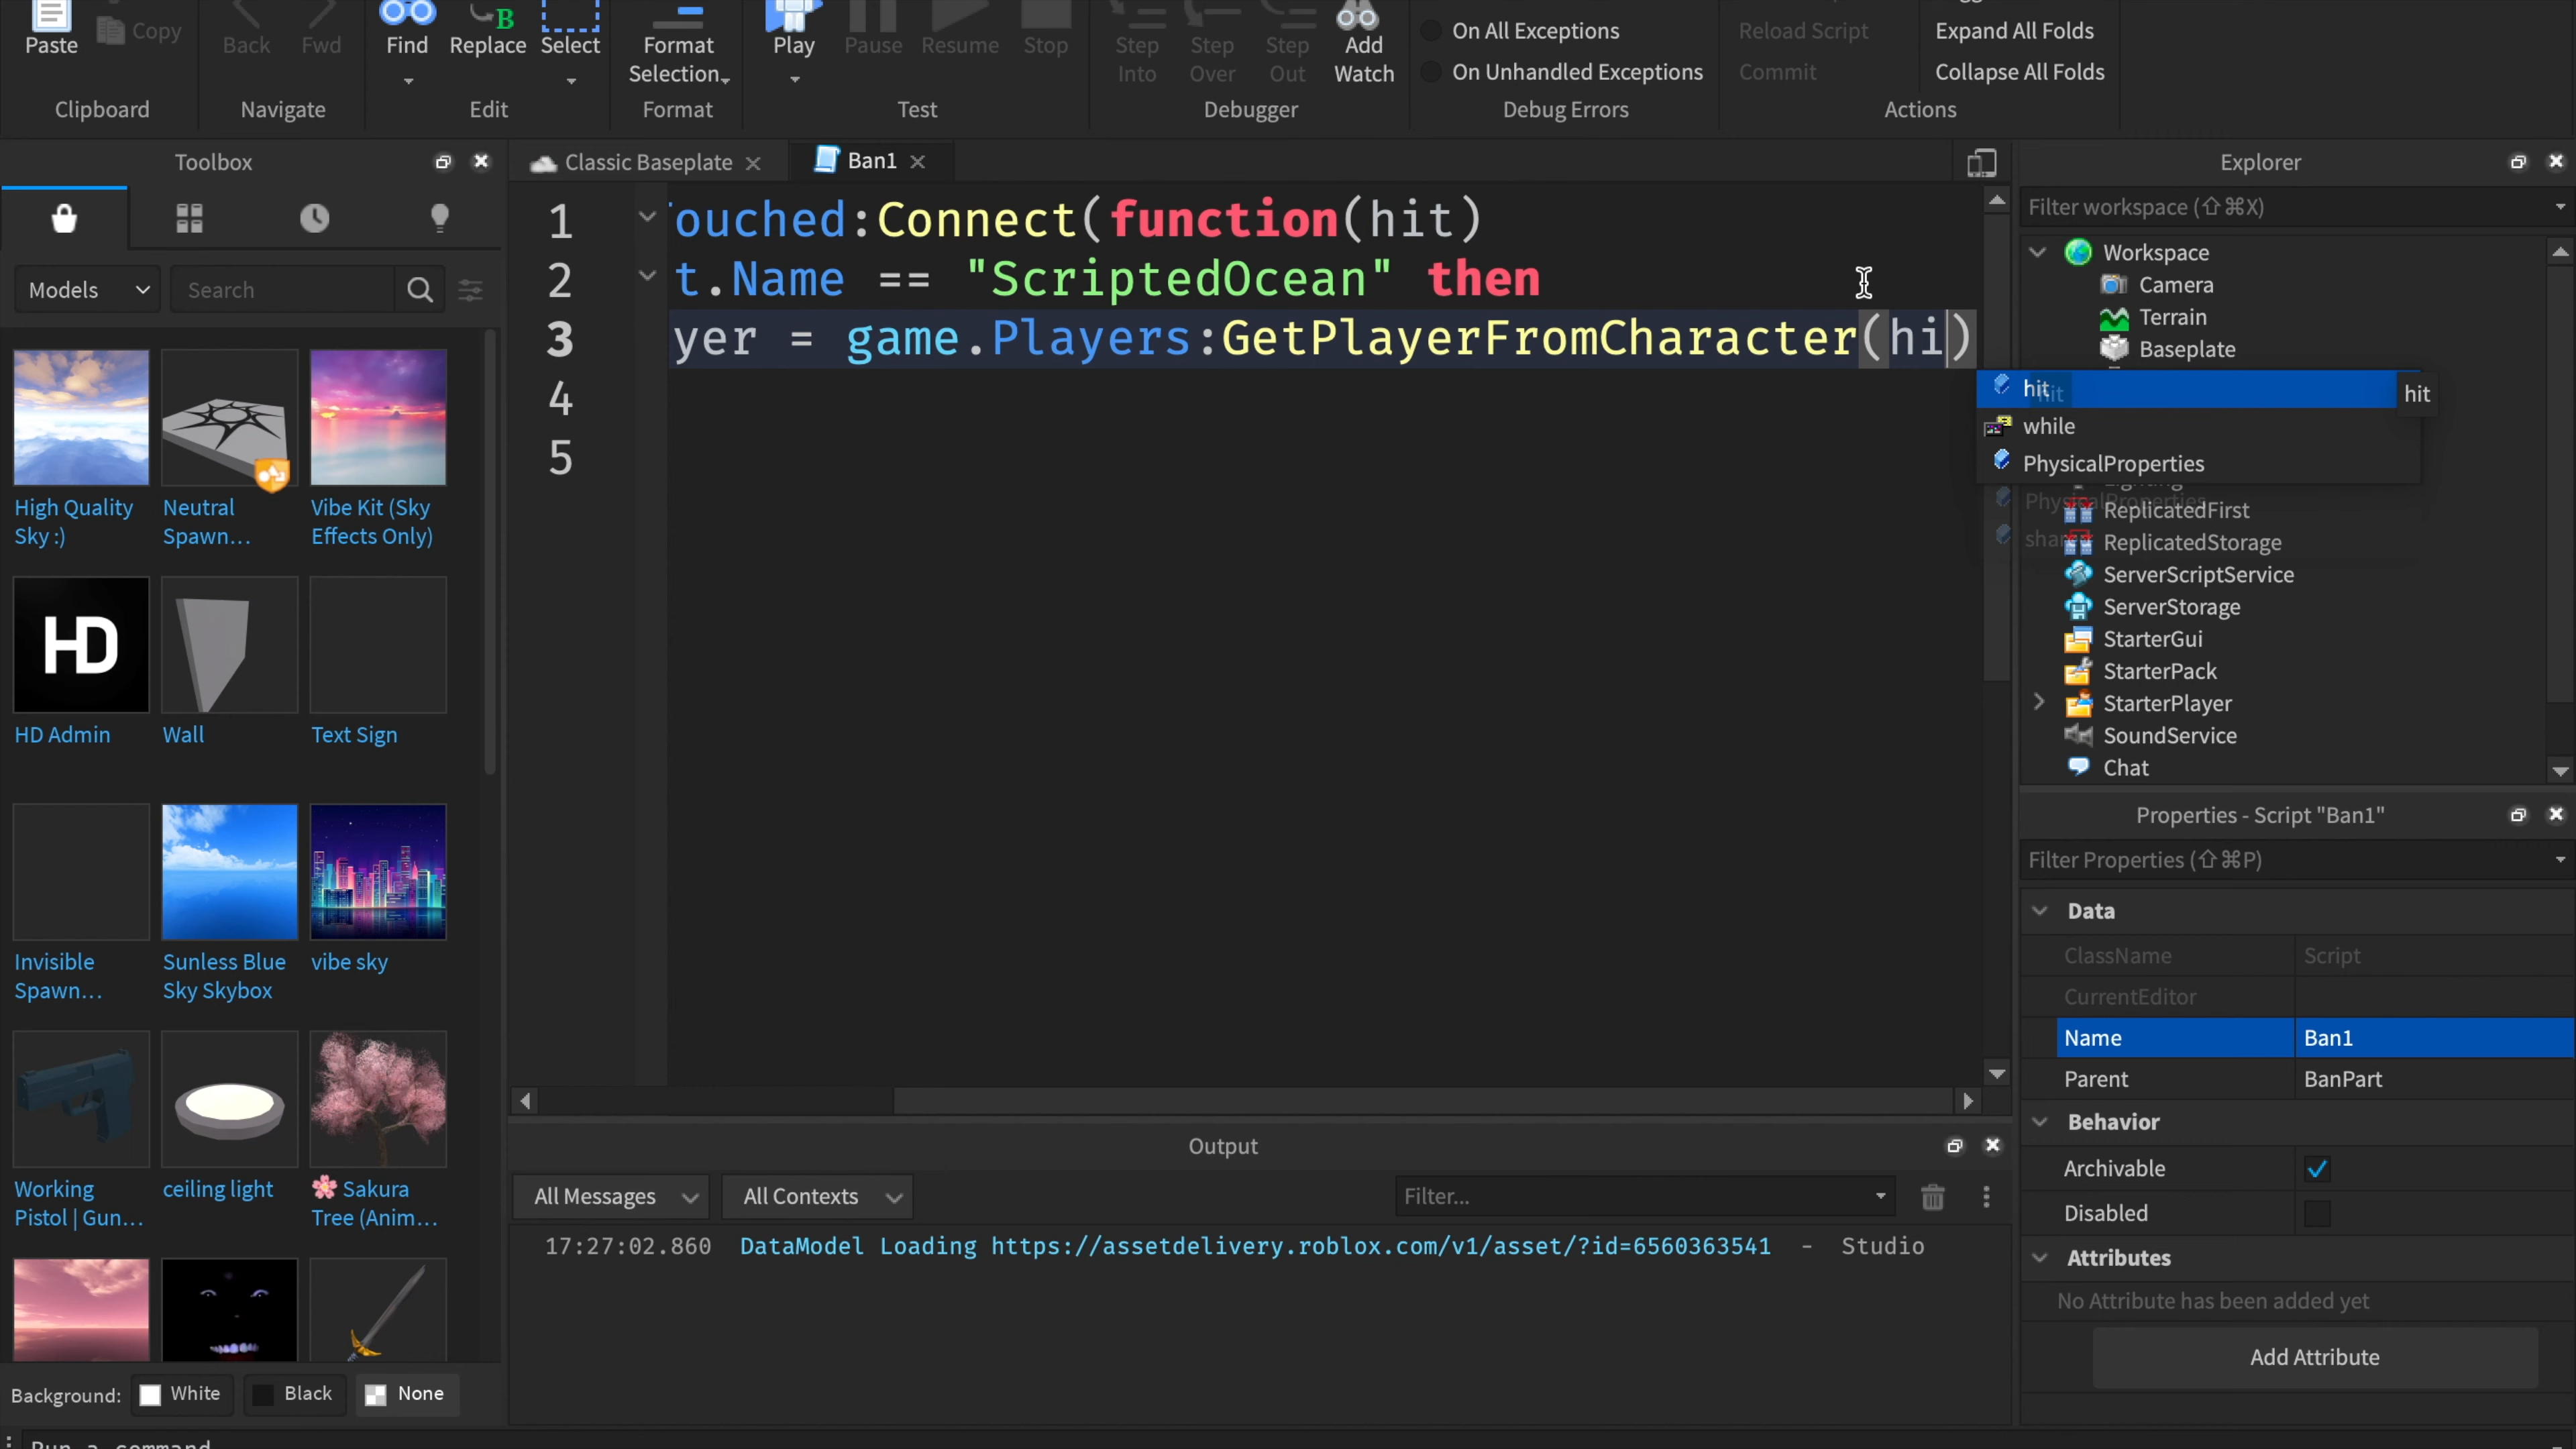 Paste
Copy
Back
Fwd
Find
Replace
Select
Format
Selection
Play
Pause
Resume
Stop
Step
Into
Step
Over
Step
Out
Add
Watch
On All Exceptions
On Unhandled Exceptions
Reload Script
Commit
Expand All Folds
Collapse All Folds
Clipboard
Navigate
Edit
Format
Test
Debugger
Debug Errors
Actions
Toolbox
Models
Search
High Quality
Sky :)
Neutral
Spawn...
Vibe Kit (Sky
Effects Only)
HD
HD Admin
Wall
Text Sign
Invisible
Spawn...
Sunless Blue
Sky Skybox
vibe sky
Working
Pistol | Gun...
ceiling light
🌸 Sakura
Tree (Anim...
Background:
White
Black
None
Classic Baseplate
Ban1
1 ouched:Connect(function(hit)
2 t.Name == "ScriptedOcean" then
3 yer = game.Players:GetPlayerFromCharacter(hi)
4
5
hit
hit
while
PhysicalProperties
Output
All Messages
All Contexts
Filter...
17:27:02.860 DataModel Loading https://assetdelivery.roblox.com/v1/asset/?id=6560363541 - Studio
Explorer
Filter workspace (⇧⌘X)
Workspace
Camera
Terrain
Baseplate
ReplicatedFirst
ReplicatedStorage
ServerScriptService
ServerStorage
StarterGui
StarterPack
StarterPlayer
SoundService
Chat
Properties - Script "Ban1"
Filter Properties (⇧⌘P)
Data
ClassName Script
CurrentEditor
Name Ban1
Parent BanPart
Behavior
Archivable
Disabled
Attributes
No Attribute has been added yet
Add Attribute
Run a command